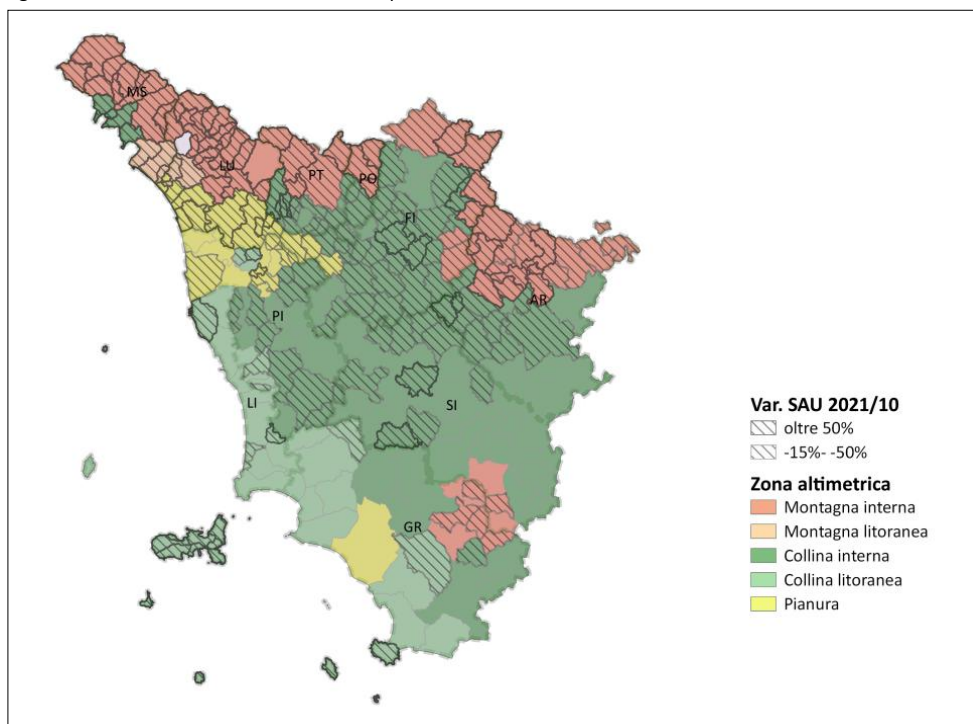 MS
LU
PT
PO
FI
AR
PI
LI
SI
GR
Var. SAU 2021/10
oltre 50%
-15%- -50%
Zona altimetrica
Montagna interna
Montagna litoranea
Collina interna
Collina litoranea
Pianura